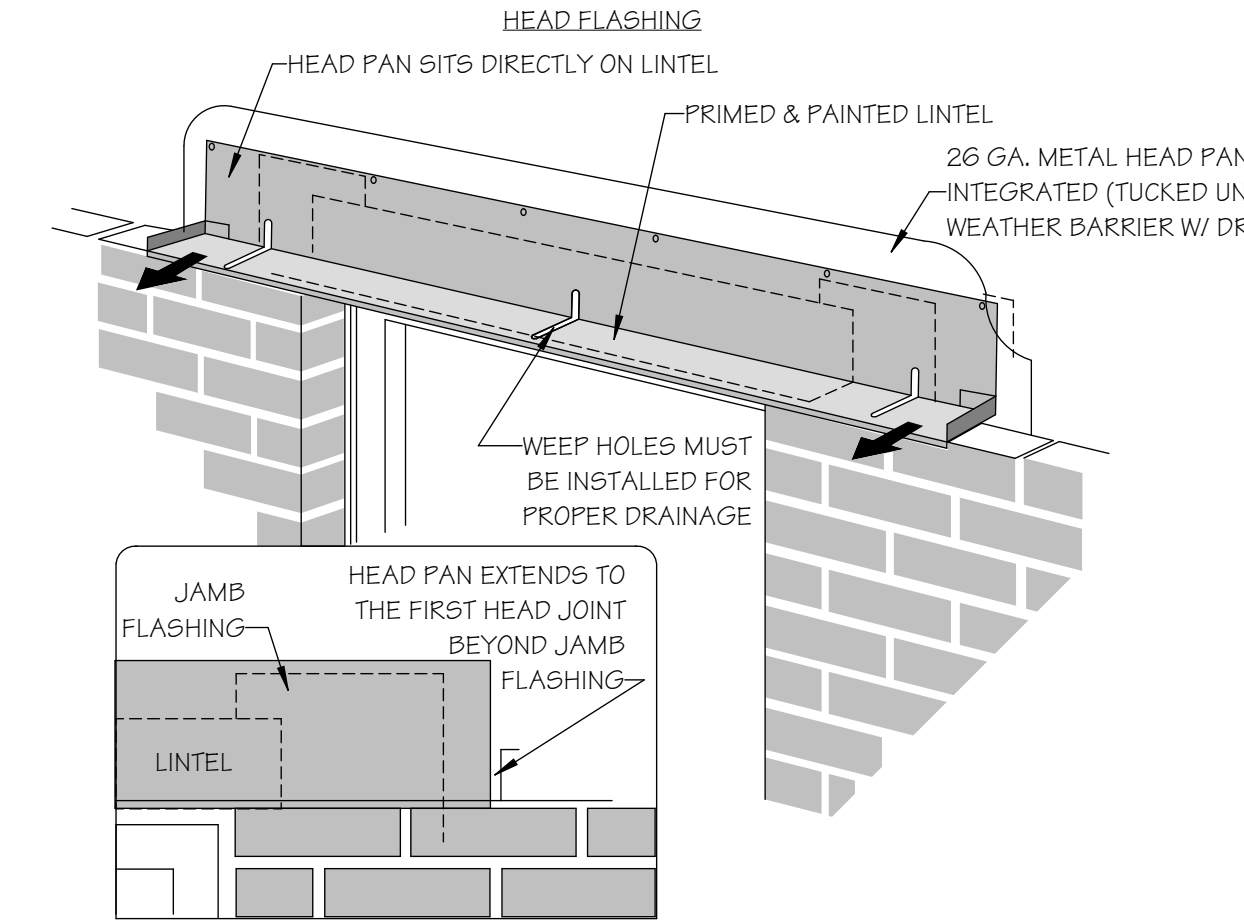 HEAD FLASHING
HEAD PAN SITS DIRECTLY ON LINTEL
PRIMED & PAINTED LINTEL
26 GA. METAL HEAD PAN
INTEGRATED (TUCKED UN
WEATHER BARRIER W/ DR
WEEP HOLES MUST
BE INSTALLED FOR
PROPER DRAINAGE
JAMB
FLASHING
HEAD PAN EXTENDS TO
THE FIRST HEAD JOINT
BEYOND JAMB
FLASHING
LINTEL